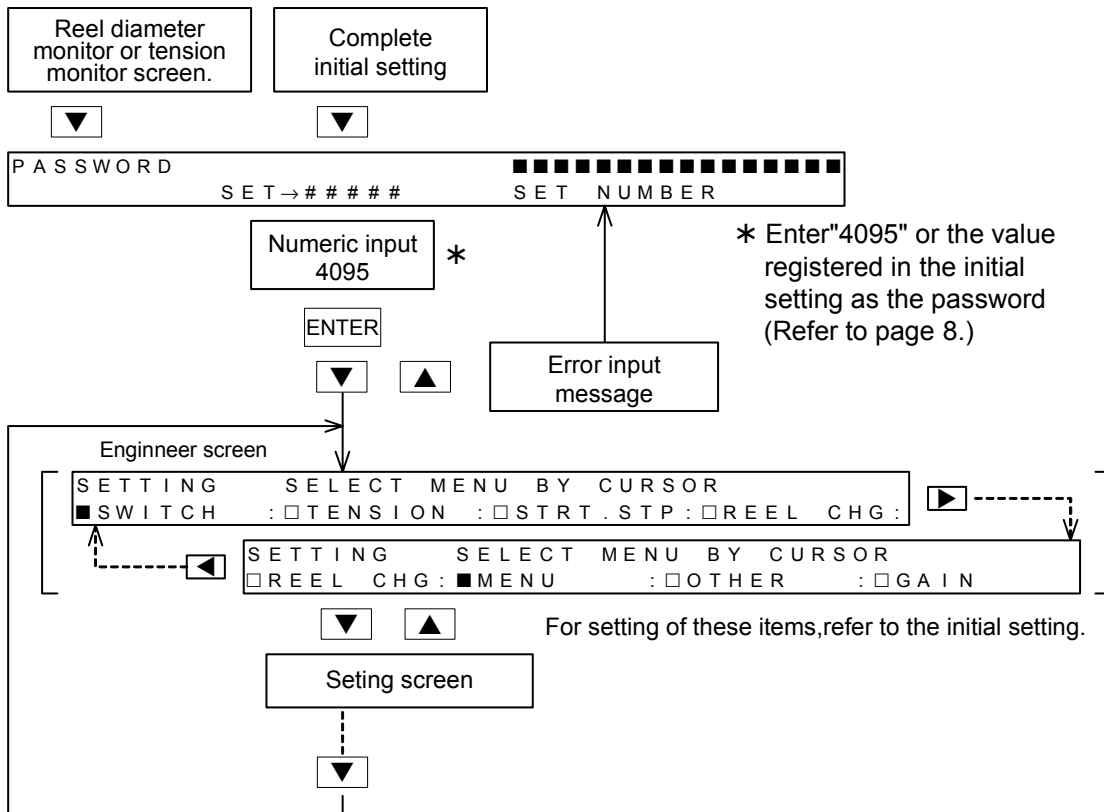 Reel diameter
monitor or tension
monitor screen.
Complete
initial setting
▼ ▼
PASSWORD ■■■■■■■■■■■■■■■■
SET→##### SET NUMBER
Numeric input
4095
*
* Enter"4095" or the value
registered in the initial
setting as the password
(Refer to page 8.)
ENTER
▼ ▲
Error input
message
Enginneer screen
SETTING SELECT MENU BY CURSOR
■SWITCH :□TENSION :□STRT.STP:□REEL CHG:
▶
◀
SETTING SELECT MENU BY CURSOR
□REEL CHG:■MENU :□OTHER :□GAIN
▼ ▲
For setting of these items,refer to the initial setting.
Seting screen
▼